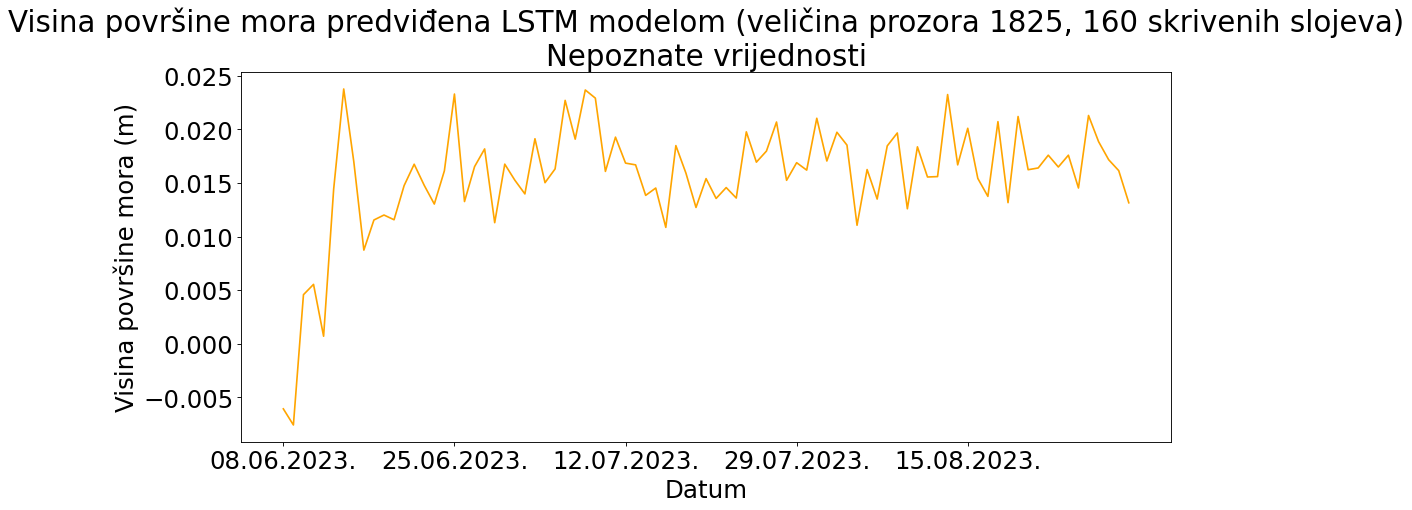 Visina površine mora predviđena LSTM modelom (veličina prozora 1825, 160 skrivenih slojeva)
Nepoznate vrijednosti
Visina površine mora (m)
0.025
0.020
0.015
0.010
0.005
0.000
−0.005
08.06.2023. 25.06.2023. 12.07.2023. 29.07.2023. 15.08.2023.
Datum